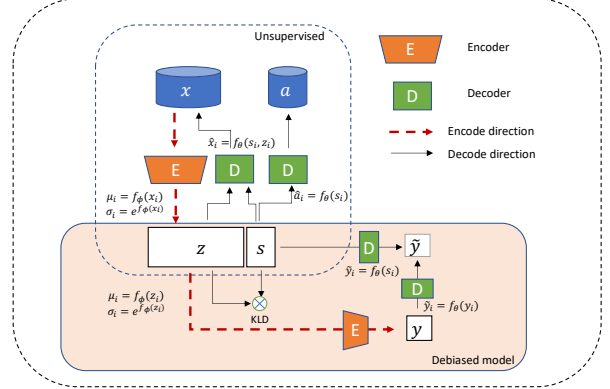 Unsupervised
x
a
E
Encoder
D
Decoder
Encode direction
Decode direction
x̂ᵢ = f_θ(sᵢ, zᵢ)
E
D
D
μᵢ = f_ϕ(xᵢ)
σᵢ = e^{f_ϕ(xᵢ)}
âᵢ = f_θ(sᵢ)
z
s
D
ỹ
ỹᵢ = f_θ(sᵢ)
μᵢ = f_ϕ(zᵢ)
σᵢ = e^{f_ϕ(zᵢ)}
D
ỹᵢ = f_θ(yᵢ)
KLD
E
y
Debiased model